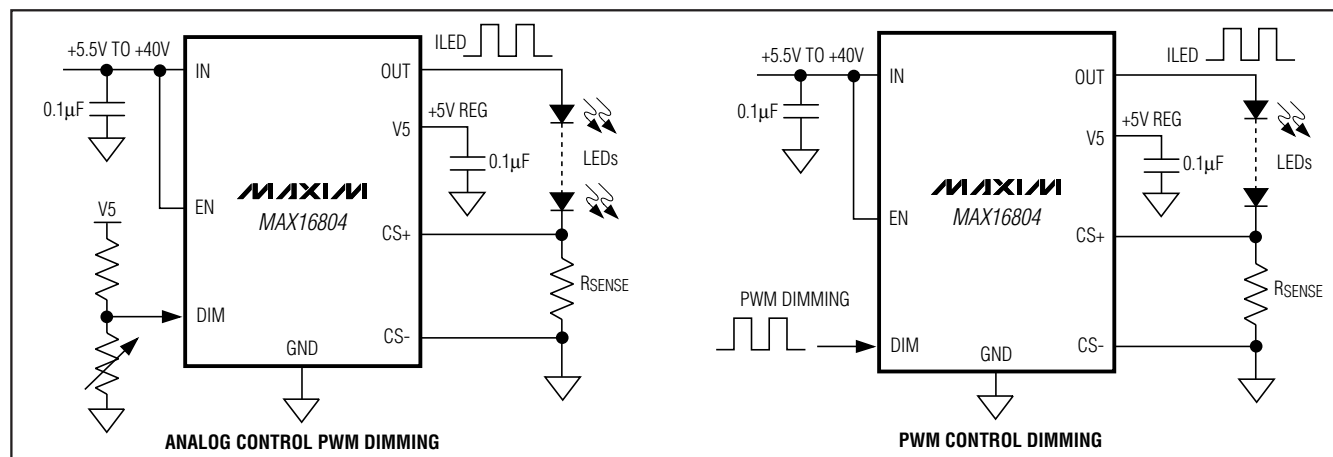 +5.5V TO +40V
IN
0.1µF
EN
V5
DIM
GND
MAXIM
MAX16804
OUT
V5
CS+
CS-
ILED
+5V REG
0.1µF
LEDs
RSENSE
ANALOG CONTROL PWM DIMMING
+5.5V TO +40V
IN
0.1µF
EN
PWM DIMMING
DIM
GND
MAXIM
MAX16804
OUT
V5
CS+
CS-
ILED
+5V REG
0.1µF
LEDs
RSENSE
PWM CONTROL DIMMING